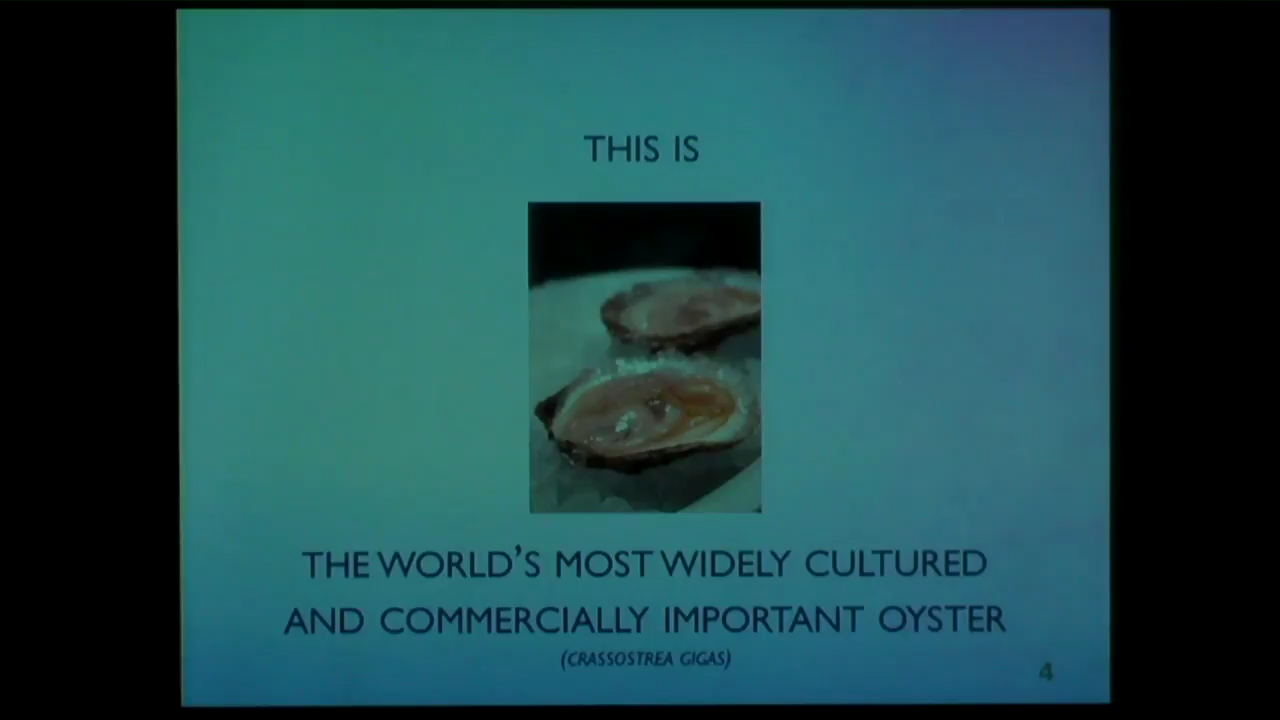 THIS IS
THE WORLD'S MOST WIDELY CULTURED
AND COMMERCIALLY IMPORTANT OYSTER
(CRASSOSTREA GIGAS)
4